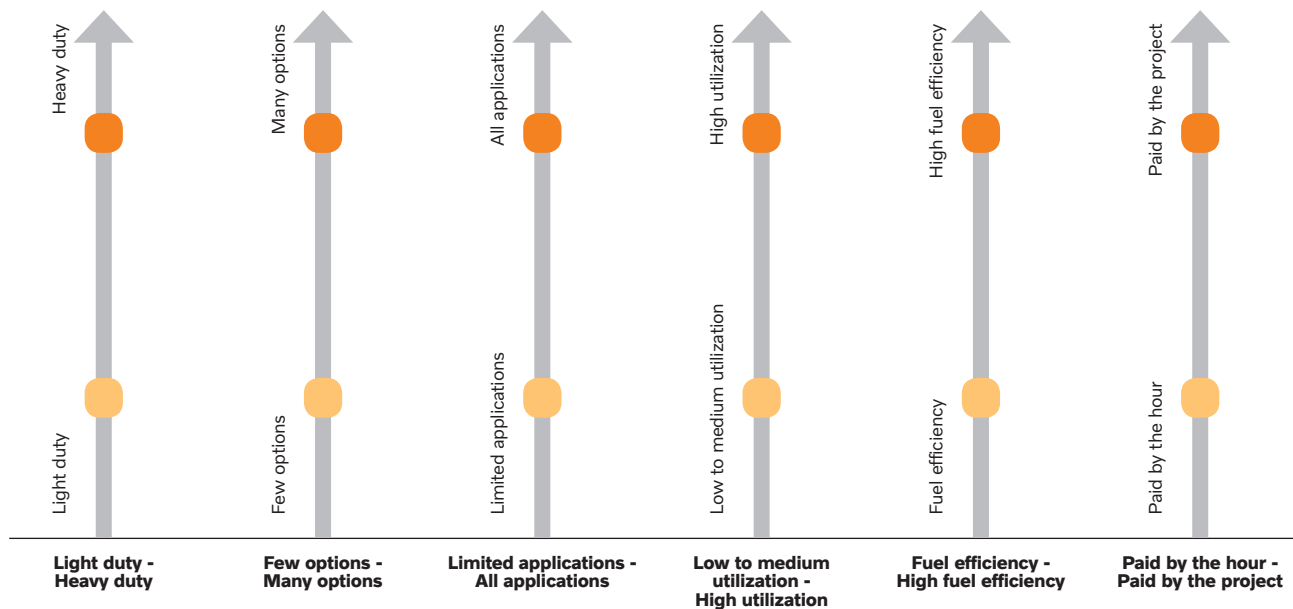 Heavy duty
Light duty
Many options
Few options
All applications
Limited applications
High utilization
Low to medium utilization
High fuel efficiency
Fuel efficiency
Paid by the project
Paid by the hour
Light duty -
Heavy duty
Few options -
Many options
Limited applications -
All applications
Low to medium
utilization -
High utilization
Fuel efficiency -
High fuel efficiency
Paid by the hour -
Paid by the project